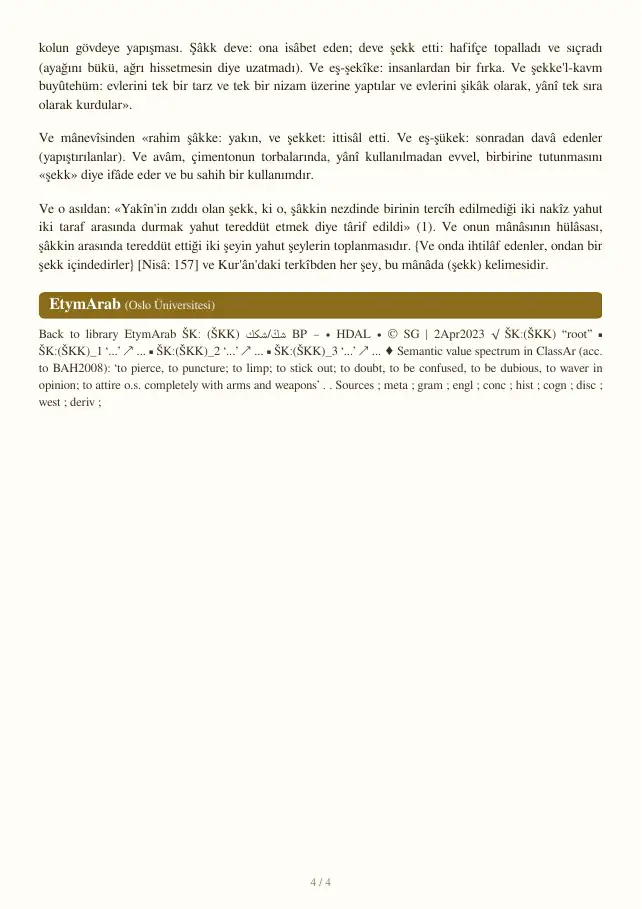 kolun gövdeye yapışması. Şâkk deve: ona isâbet eden; deve şekk etti: hafifçe topalladı ve sıçradı
(ayağını bükü, ağrı hissetmesin diye uzatmadı). Ve eş-şekîke: insanlardan bir fırka. Ve şekke'l-kavm
buyûtehüm: evlerini tek bir tarz ve tek bir nizam üzerine yaptılar ve evlerini şikâk olarak, yânî tek sıra
olarak kurdular».
Ve mânevîsinden «rahim şâkke: yakın, ve şekket: ittisâl etti. Ve eş-şükek: sonradan davâ edenler
(yapıştırılanlar). Ve avâm, çimentonun torbalarında, yânî kullanılmadan evvel, birbirine tutunmasını
«şekk» diye ifâde eder ve bu sahih bir kullanımdır.
Ve o asıldan: «Yakîn'in zıddı olan şekk, ki o, şâkkin nezdinde birinin tercîh edilmediği iki nakîz yahut
iki taraf arasında durmak yahut tereddüt etmek diye târif edildi» (1). Ve onun mânâsının hülâsası,
şâkkin arasında tereddüt ettiği iki şeyin yahut şeylerin toplanmasıdır. {Ve onda ihtilâf edenler, ondan bir
şekk içindedirler} [Nisâ: 157] ve Kur'ân'daki terkîbden her şey, bu mânâda (şekk) kelimesidir.
EtymArab (Oslo Üniversitesi)
Back to library EtymArab ŠK: (ŠKK) شكّ/شكك BP – • HDAL • © SG | 2Apr2023 √ ŠK:(ŠKK) “root” ▪
ŠK:(ŠKK)_1 ‘...’ ↗ ... ▪ ŠK:(ŠKK)_2 ‘...’ ↗ ... ▪ ŠK:(ŠKK)_3 ‘...’ ↗ ... ♦ Semantic value spectrum in ClassAr (acc.
to BAH2008): ‘to pierce, to puncture; to limp; to stick out; to doubt, to be confused, to be dubious, to waver in
opinion; to attire o.s. completely with arms and weapons’ . . Sources ; meta ; gram ; engl ; conc ; hist ; cogn ; disc ;
west ; deriv ;
4 / 4